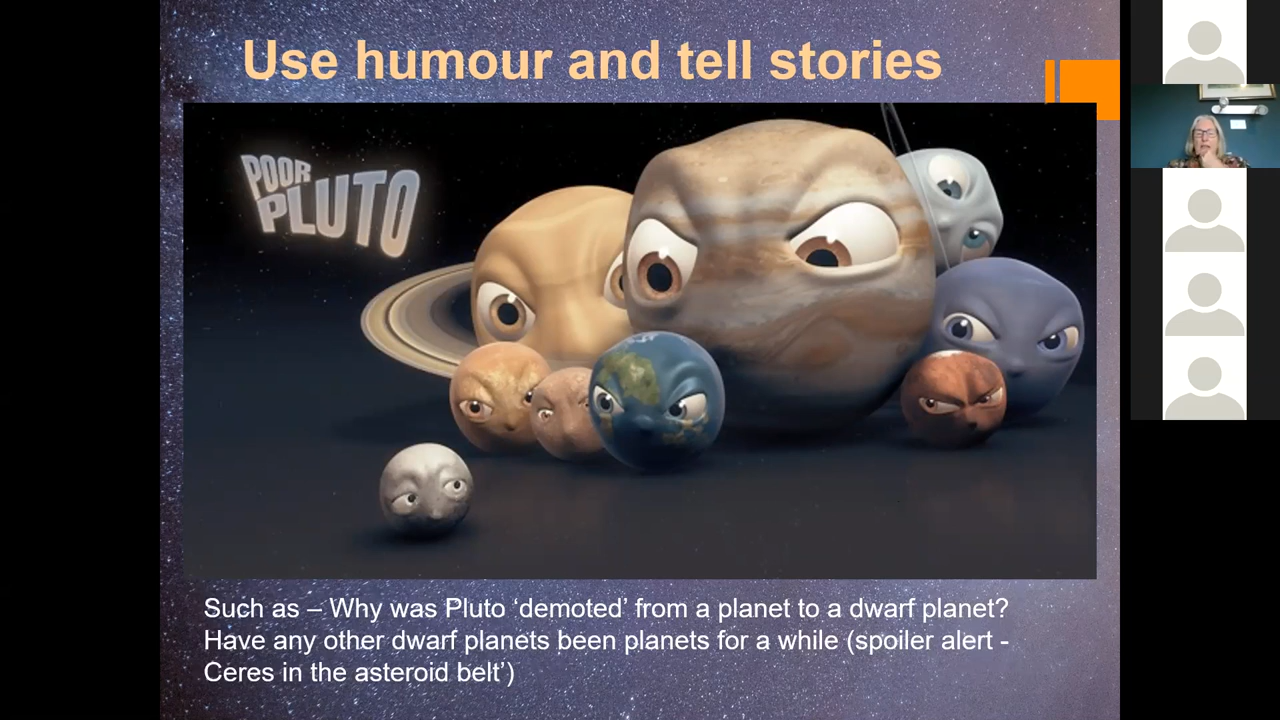 Use humour and tell stories
POOR
PLUTO
Such as – Why was Pluto ‘demoted’ from a planet to a dwarf planet?
Have any other dwarf planets been planets for a while (spoiler alert -
Ceres in the asteroid belt’)